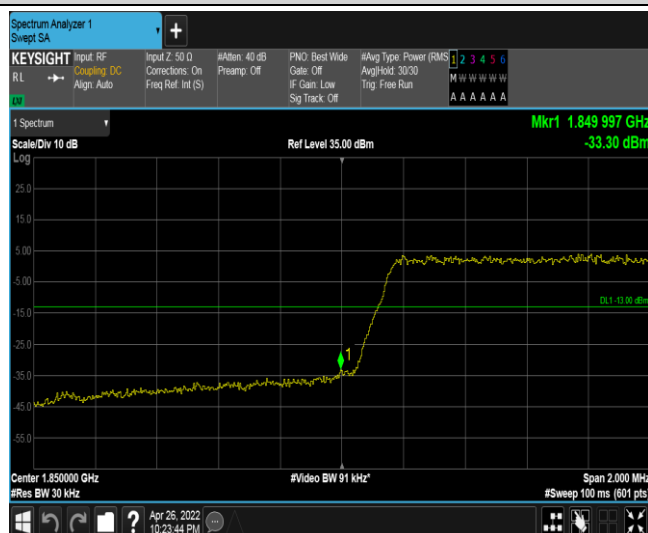 Spectrum Analyzer 1
Swept SA
+
KEYSIGHT
RL
Input: RF
Coupling: DC
Align: Auto
Input Z: 50 Ω
Corrections: On
Freq Ref: Int (S)
#Atten: 40 dB
Preamp: Off
PNO: Best Wide
Gate: Off
IF Gain: Low
Sig Track: Off
#Avg Type: Power (RMS
Avg|Hold: 30/30
Trig: Free Run
1 2 3 4 5 6
M W W W W W
A A A A A A
1 Spectrum
Scale/Div 10 dB
Ref Level 35.00 dBm
Mkr1 1.849 997 GHz
-33.30 dBm
Log
25.0
15.0
5.00
-5.00
-15.0
-25.0
-35.0
-45.0
-55.0
DL1 -13.00 dBm
1
Center 1.850000 GHz
#Res BW 30 kHz
#Video BW 91 kHz*
Span 2.000 MHz
#Sweep 100 ms (601 pts)
?
Apr 26, 2022
10:23:44 PM